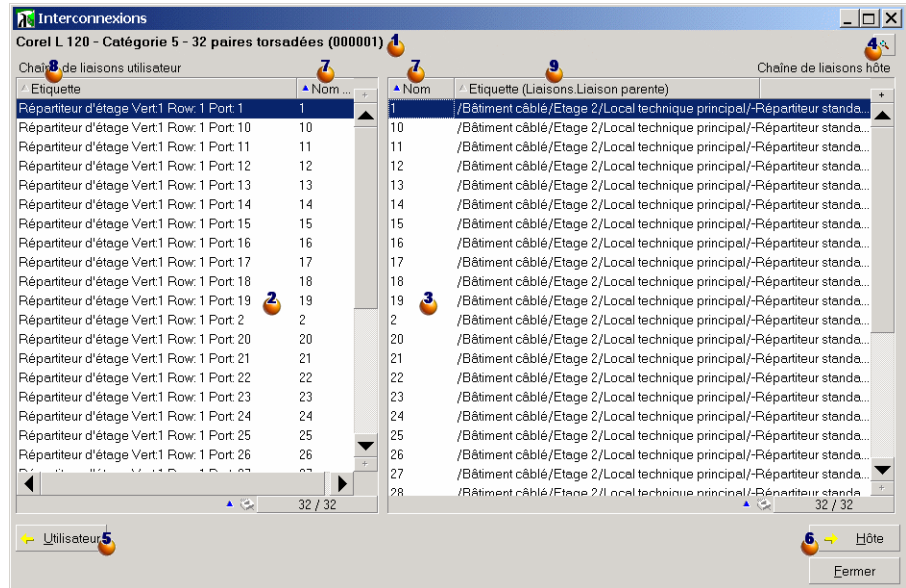 Interconnexions
Corel L 120 - Catégorie 5 - 32 paires torsadées (000001) 1
4
Chaîne de liaisons utilisateur
Chaîne de liaisons hôte
8 7 7 9
Etiquette Nom ...
Nom Etiquette (Liaisons.Liaison parente)
Répartiteur d'étage Vert:1 Row: 1 Port: 1 1
Répartiteur d'étage Vert:1 Row: 1 Port: 10 10
Répartiteur d'étage Vert:1 Row: 1 Port: 11 11
Répartiteur d'étage Vert:1 Row: 1 Port: 12 12
Répartiteur d'étage Vert:1 Row: 1 Port: 13 13
Répartiteur d'étage Vert:1 Row: 1 Port: 14 14
Répartiteur d'étage Vert:1 Row: 1 Port: 15 15
Répartiteur d'étage Vert:1 Row: 1 Port: 16 16
Répartiteur d'étage Vert:1 Row: 1 Port: 17 17
Répartiteur d'étage Vert:1 Row: 1 Port: 18 18
Répartiteur d'étage Vert:1 Row: 1 Port: 19 2 19
Répartiteur d'étage Vert:1 Row: 1 Port: 2 2
Répartiteur d'étage Vert:1 Row: 1 Port: 20 20
Répartiteur d'étage Vert:1 Row: 1 Port: 21 21
Répartiteur d'étage Vert:1 Row: 1 Port: 22 22
Répartiteur d'étage Vert:1 Row: 1 Port: 23 23
Répartiteur d'étage Vert:1 Row: 1 Port: 24 24
Répartiteur d'étage Vert:1 Row: 1 Port: 25 25
Répartiteur d'étage Vert:1 Row: 1 Port: 26 26
32 / 32
1 /Bâtiment câblé/Etage 2/Local technique principal/-Répartiteur standa...
10 /Bâtiment câblé/Etage 2/Local technique principal/-Répartiteur standa...
11 /Bâtiment câblé/Etage 2/Local technique principal/-Répartiteur standa...
12 /Bâtiment câblé/Etage 2/Local technique principal/-Répartiteur standa...
13 /Bâtiment câblé/Etage 2/Local technique principal/-Répartiteur standa...
14 /Bâtiment câblé/Etage 2/Local technique principal/-Répartiteur standa...
15 /Bâtiment câblé/Etage 2/Local technique principal/-Répartiteur standa...
16 /Bâtiment câblé/Etage 2/Local technique principal/-Répartiteur standa...
17 /Bâtiment câblé/Etage 2/Local technique principal/-Répartiteur standa...
18 /Bâtiment câblé/Etage 2/Local technique principal/-Répartiteur standa...
19 3 /Bâtiment câblé/Etage 2/Local technique principal/-Répartiteur standa...
2 /Bâtiment câblé/Etage 2/Local technique principal/-Répartiteur standa...
20 /Bâtiment câblé/Etage 2/Local technique principal/-Répartiteur standa...
21 /Bâtiment câblé/Etage 2/Local technique principal/-Répartiteur standa...
22 /Bâtiment câblé/Etage 2/Local technique principal/-Répartiteur standa...
23 /Bâtiment câblé/Etage 2/Local technique principal/-Répartiteur standa...
24 /Bâtiment câblé/Etage 2/Local technique principal/-Répartiteur standa...
25 /Bâtiment câblé/Etage 2/Local technique principal/-Répartiteur standa...
26 /Bâtiment câblé/Etage 2/Local technique principal/-Répartiteur standa...
27 /Bâtiment câblé/Etage 2/Local technique principal/-Répartiteur standa...
28 /Bâtiment câblé/Etage 2/Local technique principal/-Répartiteur standa...
32 / 32
Utilisateur 5
6 Hôte
Fermer